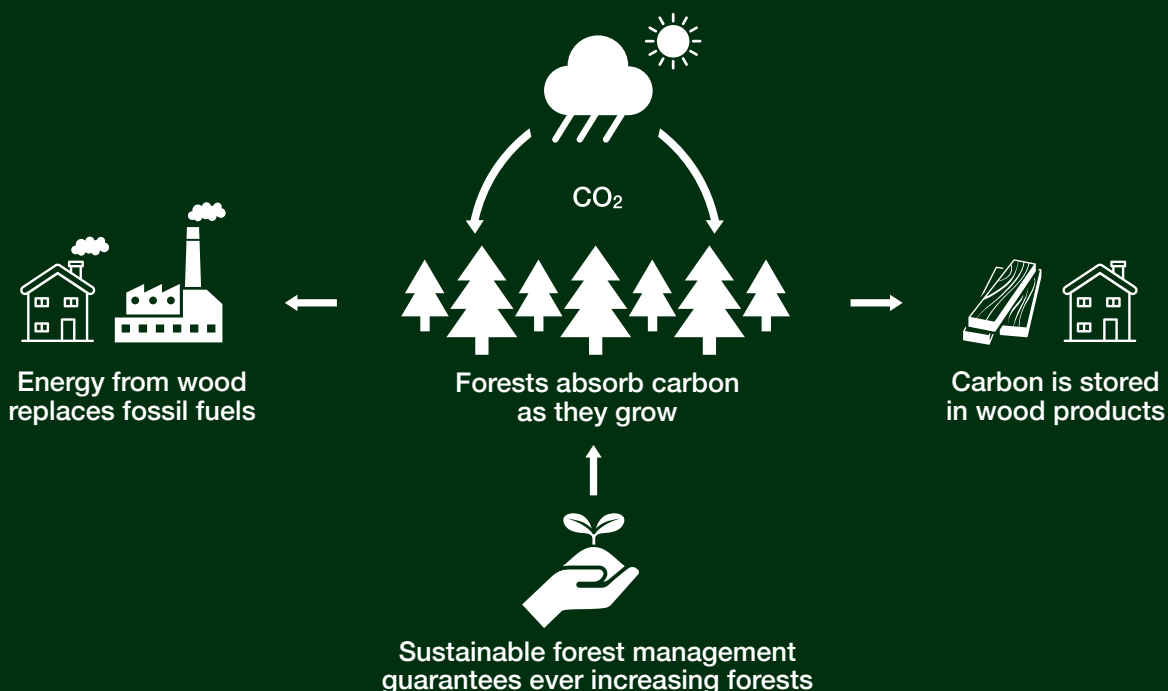 CO₂
Energy from wood
replaces fossil fuels
Forests absorb carbon
as they grow
Carbon is stored
in wood products
Sustainable forest management
guarantees ever increasing forests